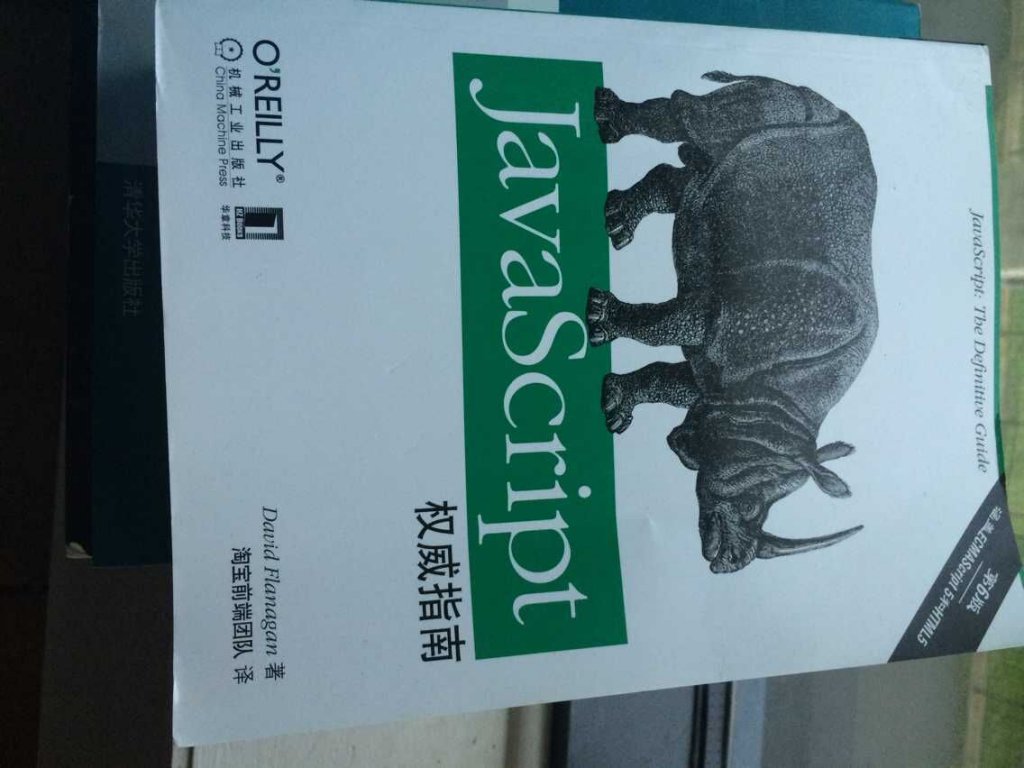 JavaScript: The Definitive Guide
第6版
涵盖ECMAScript 5和HTML5
JavaScript
权威指南
David Flanagan 著
淘宝前端团队 译
O'REILLY®
机械工业出版社
China Machine Press
华章科技
清华大学出版社